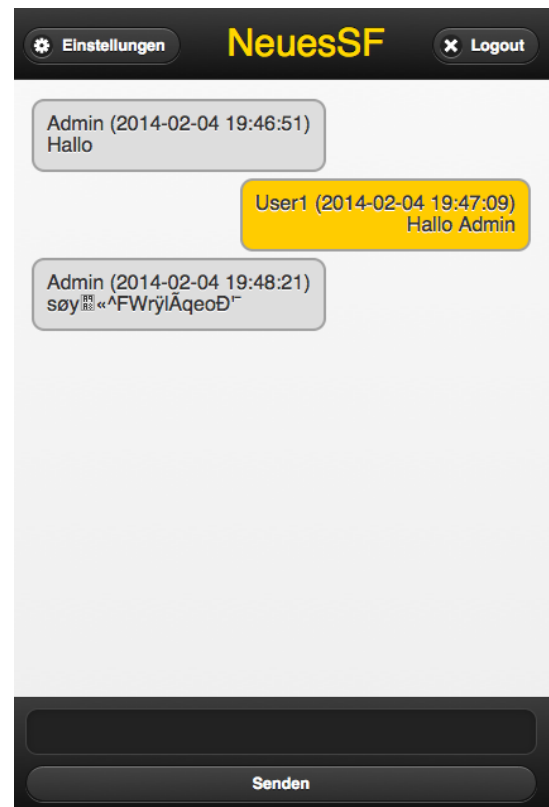 Einstellungen
NeuesSF
Logout
Admin (2014-02-04 19:46:51)
Hallo
User1 (2014-02-04 19:47:09)
Hallo Admin
Admin (2014-02-04 19:48:21)
Senden